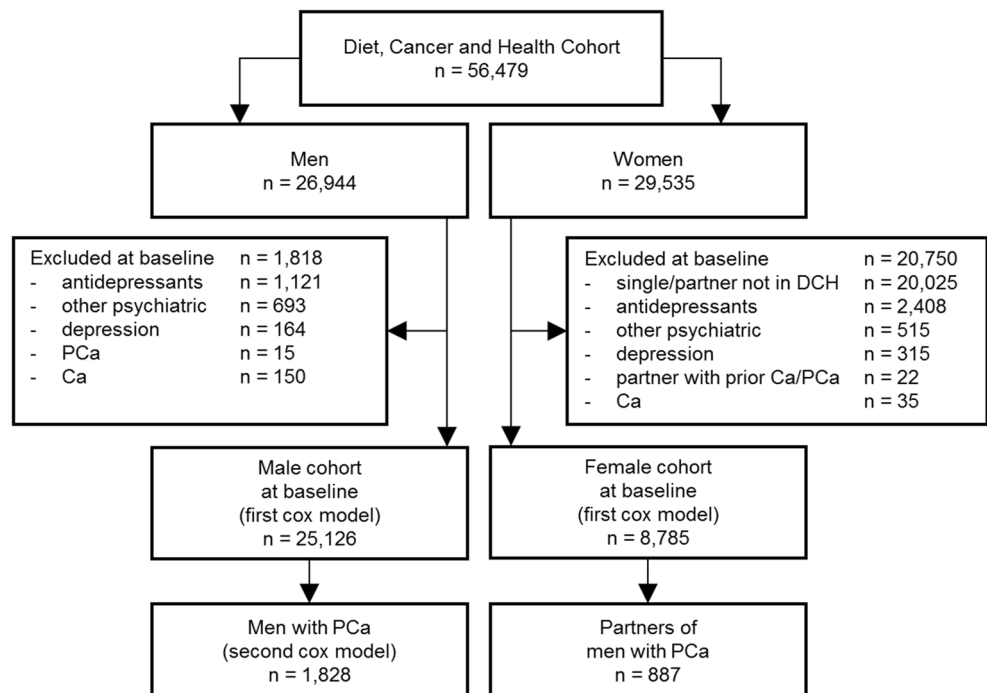 Diet, Cancer and Health Cohort
n = 56,479
Men
n = 26,944
Women
n = 29,535
Excluded at baseline n = 1,818
- antidepressants n = 1,121
- other psychiatric n = 693
- depression n = 164
- PCa n = 15
- Ca n = 150
Excluded at baseline n = 20,750
- single/partner not in DCH n = 20,025
- antidepressants n = 2,408
- other psychiatric n = 515
- depression n = 315
- partner with prior Ca/PCa n = 22
- Ca n = 35
Male cohort
at baseline
(first cox model)
n = 25,126
Female cohort
at baseline
(first cox model)
n = 8,785
Men with PCa
(second cox model)
n = 1,828
Partners of
men with PCa
n = 887